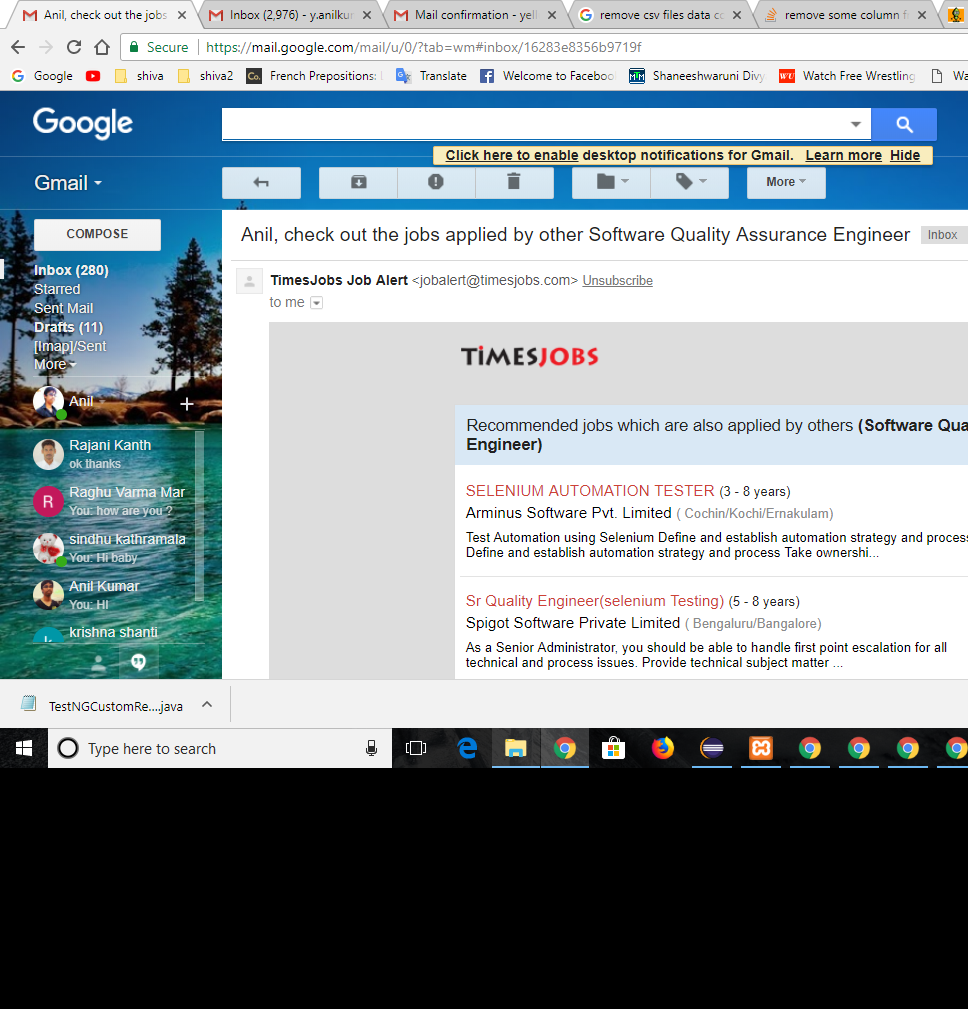 Anil, check out the jobs
Inbox (2,976) - y.anilkur
Mail confirmation - yell
remove csv files data co
remove some column f
Secure
https://mail.google.com/mail/u/0/?tab=wm#inbox/16283e8356b9719f
Google
shiva
shiva2
Co.
French Prepositions:
Translate
Welcome to Faceboo
MTM
Shaneeshwaruni Divy
WU
Watch Free Wrestling
Wa
Google
Click here to enable desktop notifications for Gmail. Learn more Hide
Gmail
More
COMPOSE
Inbox (280)
Starred
Sent Mail
Drafts (11)
[Imap]/Sent
More
Anil
Rajani Kanth
ok thanks
R
Raghu Varma Mar
You: how are you ?
sindhu kathramala
You: Hi baby
Anil Kumar
You: HI
k
krishna shanti
Anil, check out the jobs applied by other Software Quality Assurance Engineer
Inbox
TimesJobs Job Alert <jobalert@timesjobs.com> Unsubscribe
to me
TIMESJOBS
Recommended jobs which are also applied by others (Software Qua
Engineer)
SELENIUM AUTOMATION TESTER (3 - 8 years)
Arminus Software Pvt. Limited ( Cochin/Kochi/Ernakulam)
Test Automation using Selenium Define and establish automation strategy and process
Define and establish automation strategy and process Take ownershi...
Sr Quality Engineer(selenium Testing) (5 - 8 years)
Spigot Software Private Limited ( Bengaluru/Bangalore)
As a Senior Administrator, you should be able to handle first point escalation for all
technical and process issues. Provide technical subject matter ...
TestNGCustomRe....java
Type here to search